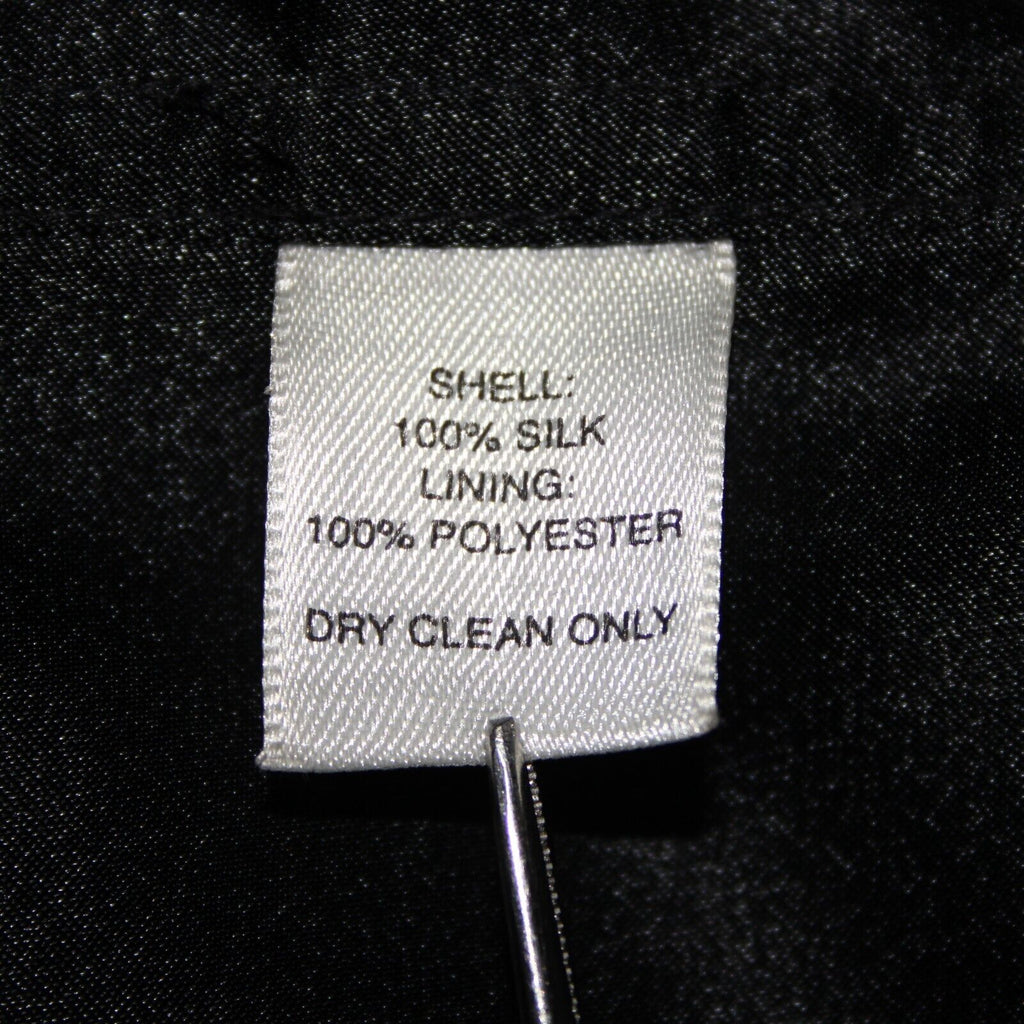 SHELL:
100% SILK
LINING:
100% POLYESTER
DRY CLEAN ONLY